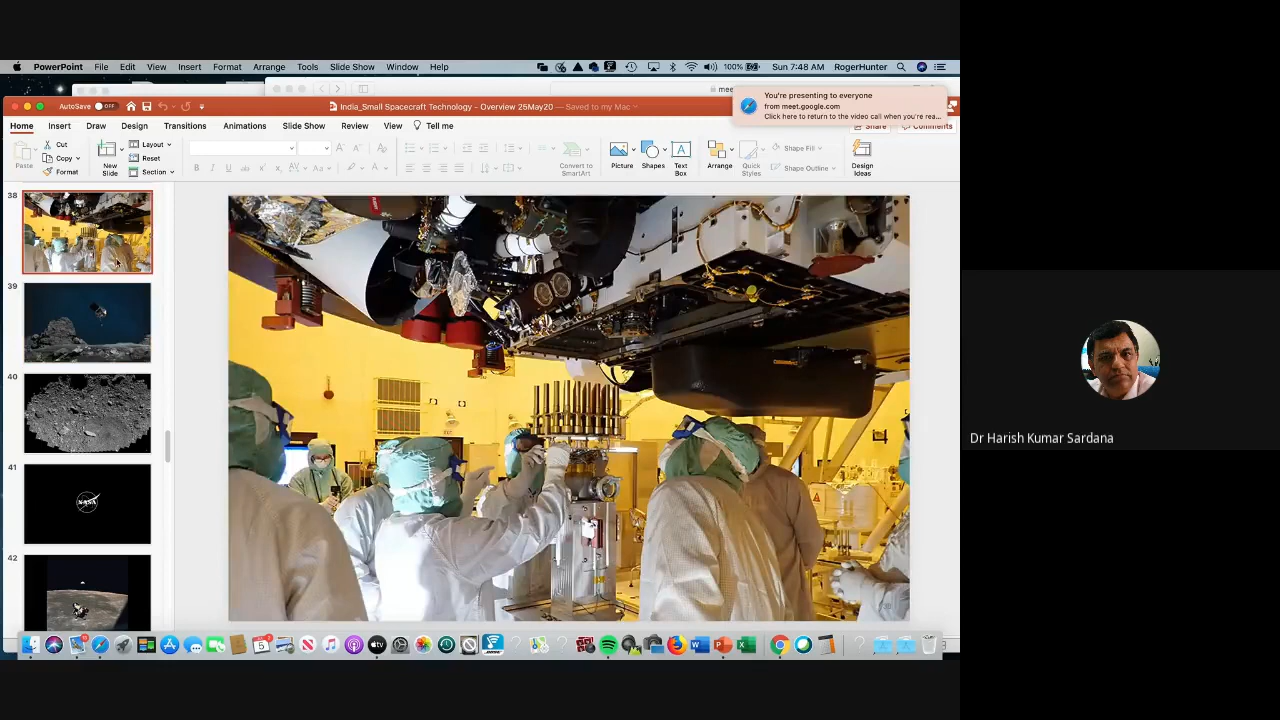 PowerPoint File Edit View Insert Format Arrange Tools Slide Show Window Help 100% Sun 7:48 AM RogerHunter
You're presenting to everyone
from meet.google.com
Click here to return to the video call when you're rea...
AutoSave OFF India_Small Spacecraft Technology - Overview 25May20 — Saved to my Mac
Home Insert Draw Design Transitions Animations Slide Show Review View Tell me Share Comments
Paste Cut Copy Format
New Slide Layout Reset Section
Convert to SmartArt
Picture Shapes Text Box Arrange Quick Styles Shape Fill Shape Outline Design Ideas
38
39
40
41
NASA
42
Dr Harish Kumar Sardana